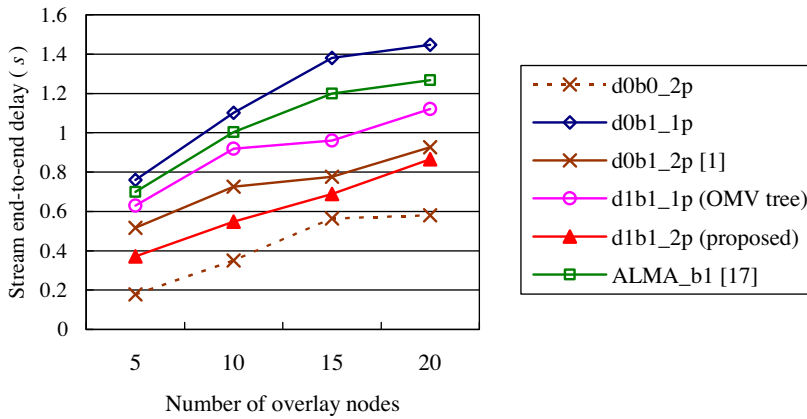 Stream end-to-end delay ( s )
1.6
1.4
1.2
1
0.8
0.6
0.4
0.2
0
5 10 15 20
Number of overlay nodes
d0b0_2p
d0b1_1p
d0b1_2p [1]
d1b1_1p (OMV tree)
d1b1_2p (proposed)
ALMA_b1 [17]